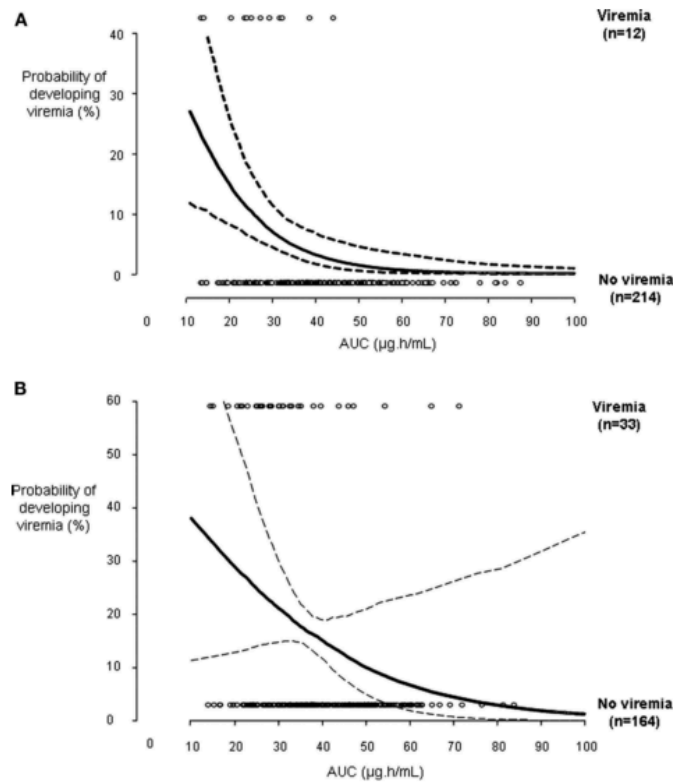 A
Viremia
(n=12)
Probability of
developing
viremia (%)
40
30
20
10
0
No viremia
(n=214)
0 10 20 30 40 50 60 70 80 90 100
AUC (µg.h/mL)
B
Viremia
(n=33)
Probability of
developing
viremia (%)
60
50
40
30
20
10
0
No viremia
(n=164)
0 10 20 30 40 50 60 70 80 90 100
AUC (µg.h/mL)